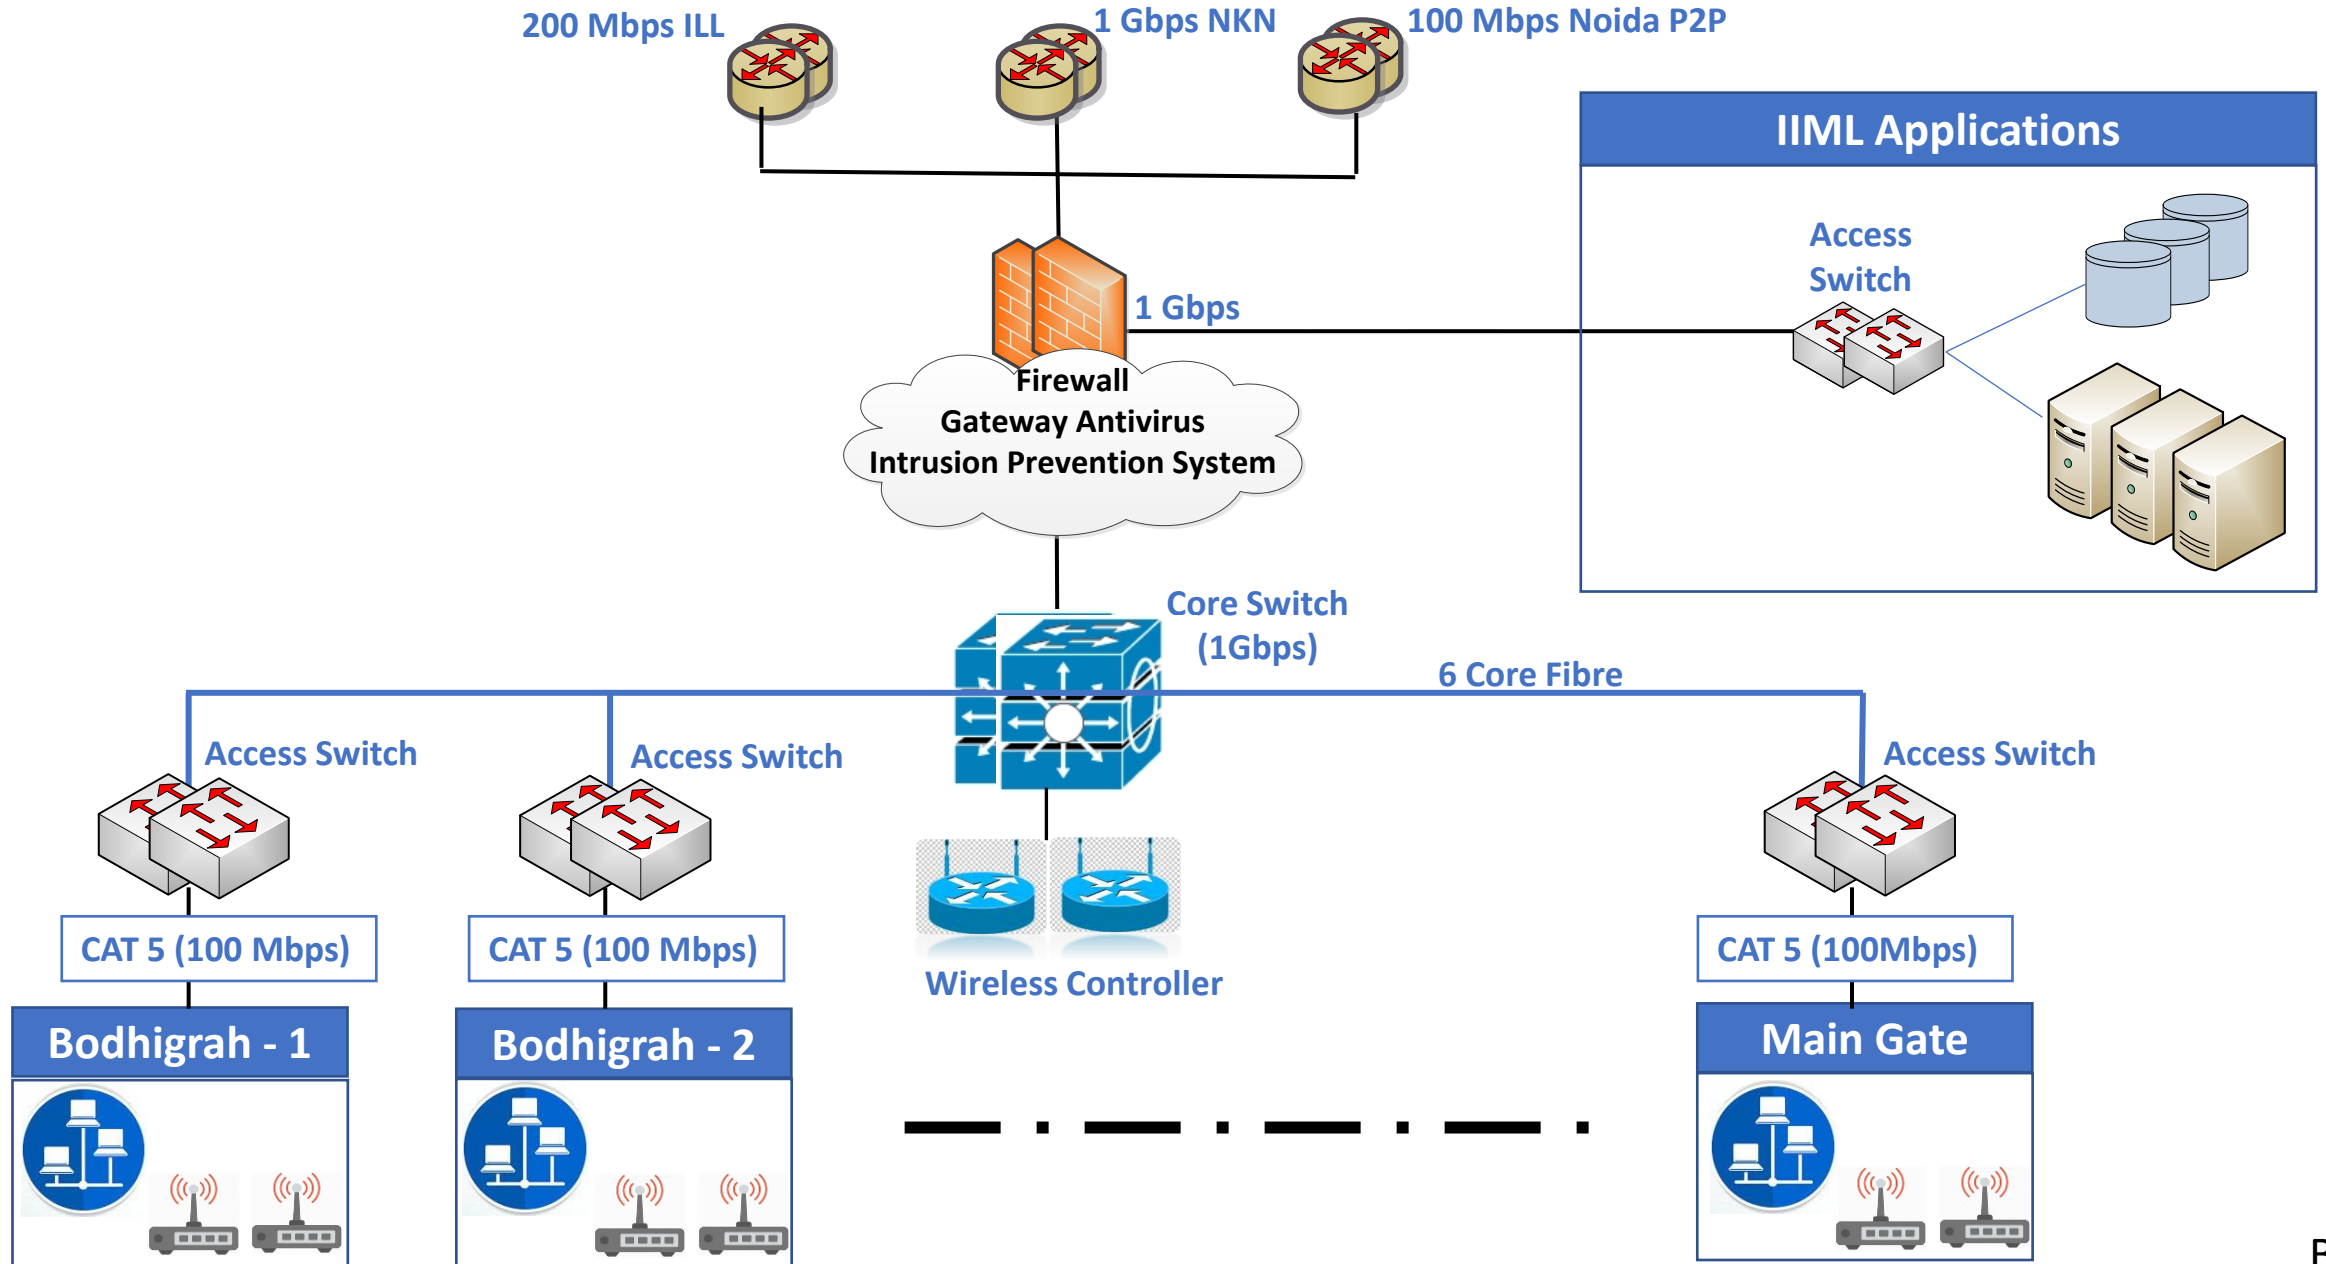 200 Mbps ILL
1 Gbps NKN
100 Mbps Noida P2P
IIML Applications
Access
Switch
1 Gbps
Firewall
Gateway Antivirus
Intrusion Prevention System
Core Switch
(1Gbps)
6 Core Fibre
Access Switch
Access Switch
Access Switch
CAT 5 (100 Mbps)
CAT 5 (100 Mbps)
CAT 5 (100Mbps)
Wireless Controller
Bodhigrah - 1
Bodhigrah - 2
Main Gate